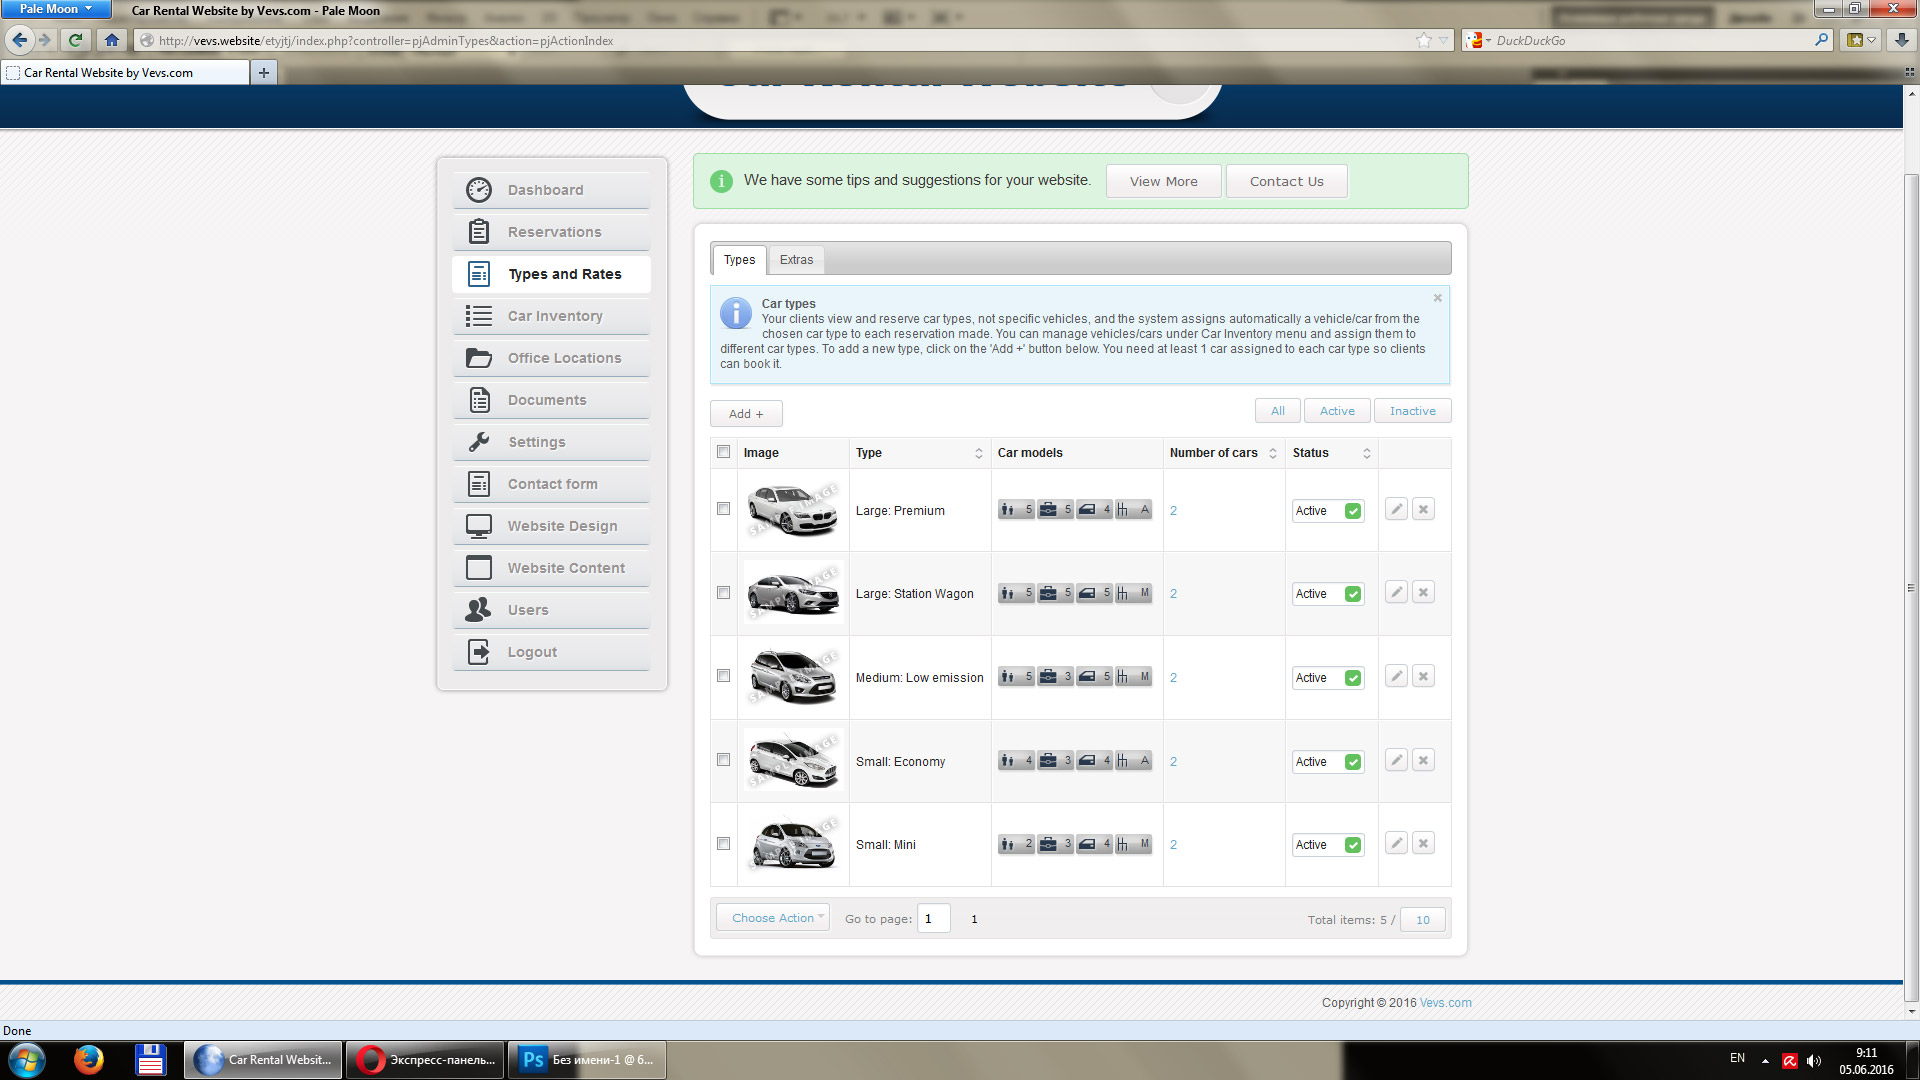 Pale Moon
Car Rental Website by Vevs.com - Pale Moon
http://vevs.website/etyjtj/index.php?controller=pjAdminTypes&action=pjActionIndex
DuckDuckGo
Car Rental Website by Vevs.com
Dashboard
Reservations
Types and Rates
Car Inventory
Office Locations
Documents
Settings
Contact form
Website Design
Website Content
Users
Logout
We have some tips and suggestions for your website.
View More
Contact Us
Types
Extras
Car types
Your clients view and reserve car types, not specific vehicles, and the system assigns automatically a vehicle/car from the
chosen car type to each reservation made. You can manage vehicles/cars under Car Inventory menu and assign them to
different car types. To add a new type, click on the 'Add +' button below. You need at least 1 car assigned to each car type so clients
can book it.
Add +
All
Active
Inactive
Image
Type
Car models
Number of cars
Status
SAMPLE IMAGE
Large: Premium
5 5 4 A
2
Active
SAMPLE IMAGE
Large: Station Wagon
5 5 5 M
2
Active
SAMPLE IMAGE
Medium: Low emission
5 3 5 M
2
Active
SAMPLE IMAGE
Small: Economy
4 3 4 A
2
Active
SAMPLE IMAGE
Small: Mini
2 3 4 M
2
Active
Choose Action
Go to page: 1
1
Total items: 5 / 10
Copyright © 2016 Vevs.com
Done
Car Rental Websit...
Экспресс-панель...
Ps
Без имени-1 @ 6...
EN
9:11
05.06.2016